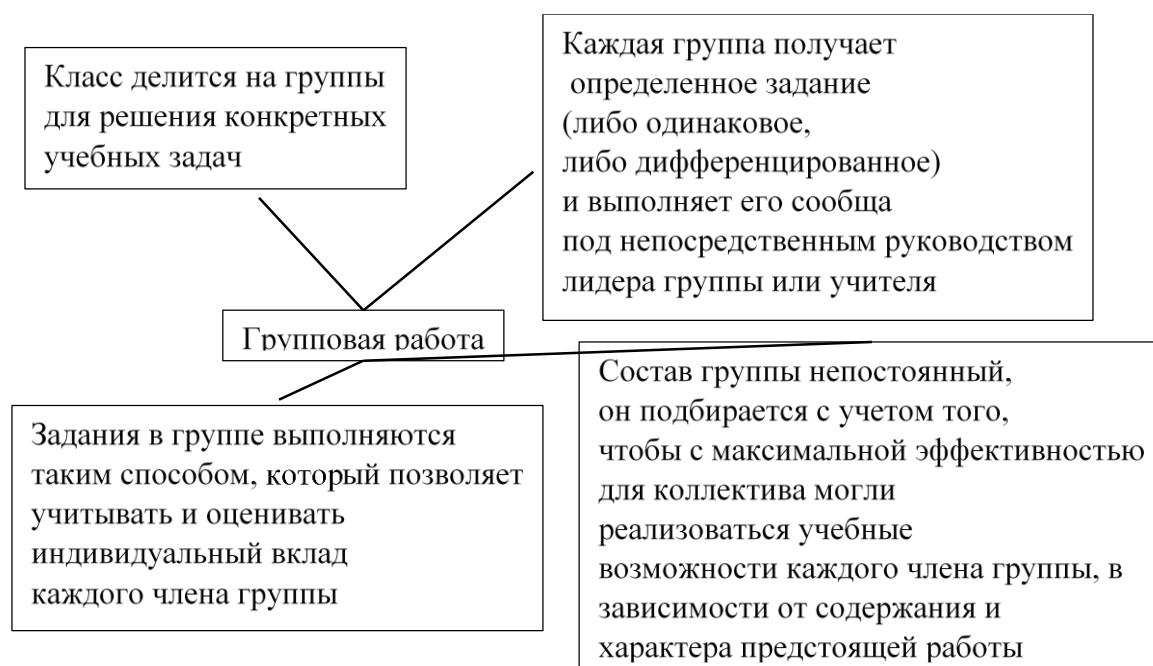 Класс делится на группы
для решения конкретных
учебных задач
Каждая группа получает
определенное задание
(либо одинаковое,
либо дифференцированное)
и выполняет его сообща
под непосредственным руководством
лидера группы или учителя
Групповая работа
Задания в группе выполняются
таким способом, который позволяет
учитывать и оценивать
индивидуальный вклад
каждого члена группы
Состав группы непостоянный,
он подбирается с учетом того,
чтобы с максимальной эффективностью
для коллектива могли
реализоваться учебные
возможности каждого члена группы, в
зависимости от содержания и
характера предстоящей работы